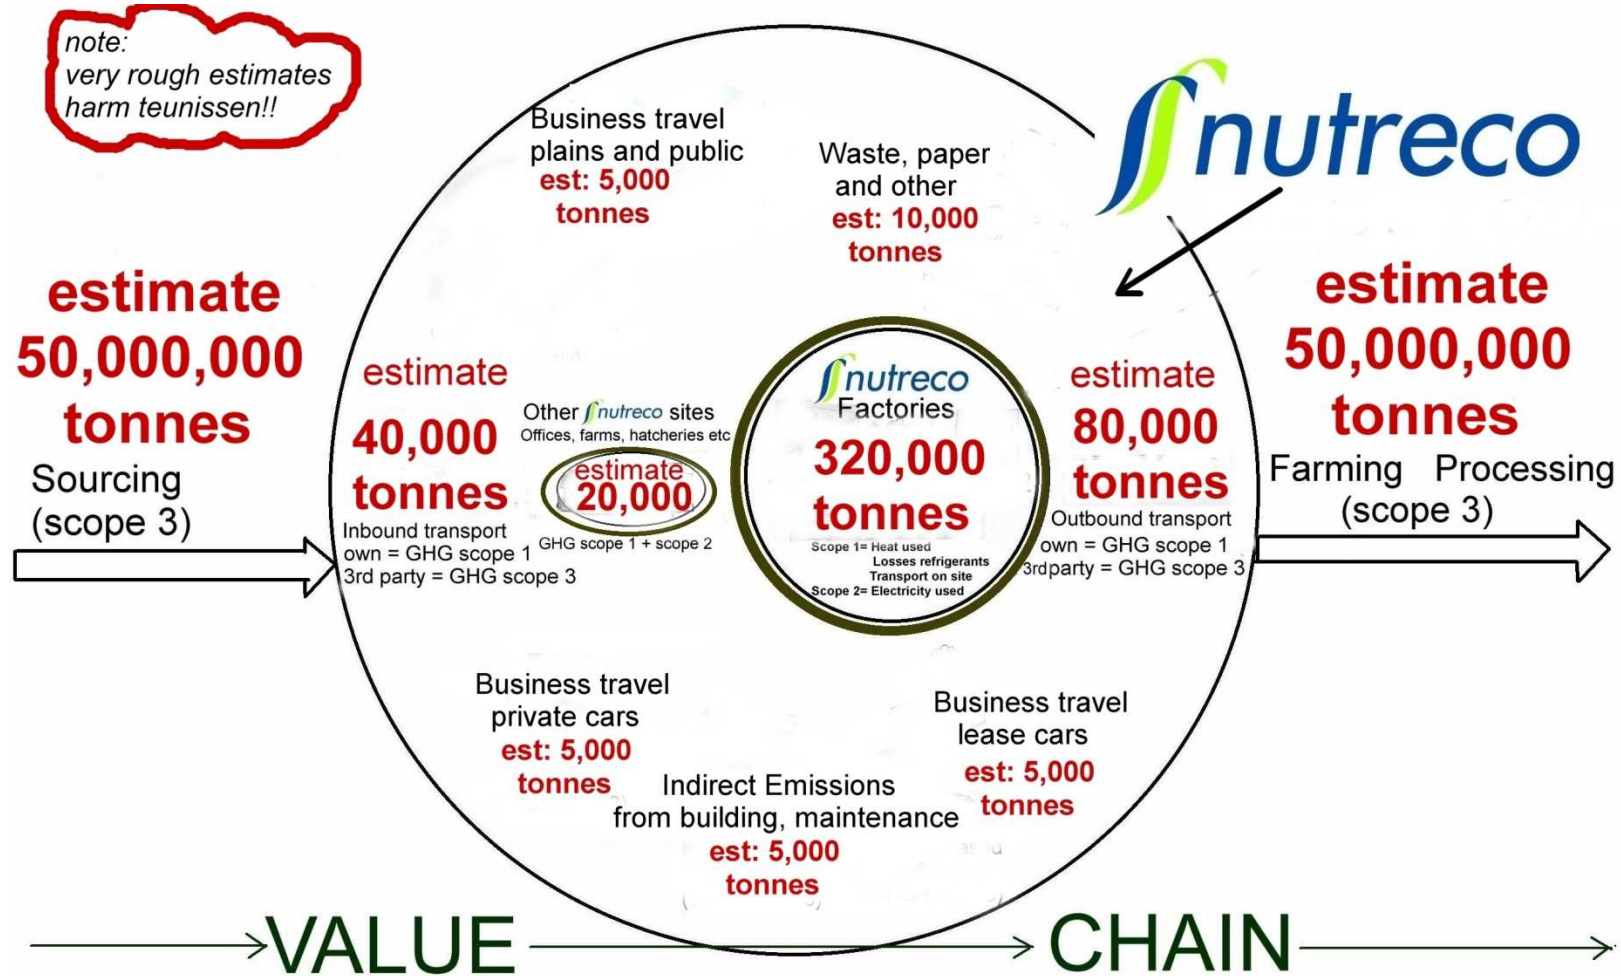 note:
very rough estimates
harm teunissen!!
Business travel
plains and public
est: 5,000
tonnes
Waste, paper
and other
est: 10,000
tonnes
nutreco
estimate
50,000,000
tonnes
Sourcing
(scope 3)
estimate
40,000
tonnes
Inbound transport
own = GHG scope 1
3rd party = GHG scope 3
Other nutreco sites
Offices, farms, hatcheries etc
estimate
20,000
GHG scope 1 + scope 2
nutreco
Factories
320,000
tonnes
Scope 1= Heat used
Losses refrigerants
Transport on site
Scope 2= Electricity used
estimate
80,000
tonnes
Outbound transport
own = GHG scope 1
3rd party = GHG scope 3
estimate
50,000,000
tonnes
Farming Processing
(scope 3)
Business travel
private cars
est: 5,000
tonnes
Indirect Emissions
from building, maintenance
est: 5,000
tonnes
Business travel
lease cars
est: 5,000
tonnes
VALUE CHAIN